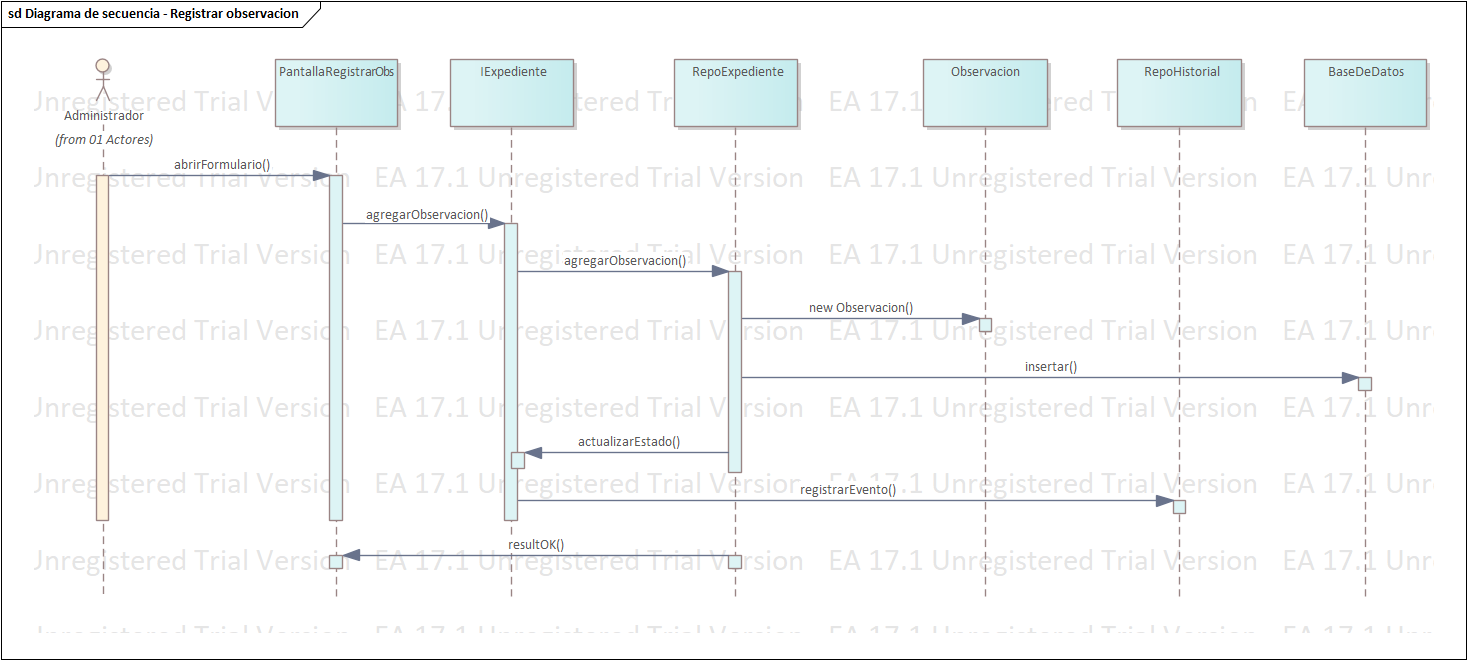 sd Diagrama de secuencia - Registrar observacion
PantallaRegistrarObs
IExpediente
RepoExpediente
Observacion
RepoHistorial
BaseDeDatos
Administrador
(from 01 Actores)
abrirFormulario()
agregarObservacion()
agregarObservacion()
new Observacion()
insertar()
actualizarEstado()
registrarEvento()
resultOK()
EA 17.1 Unregistered Trial Version